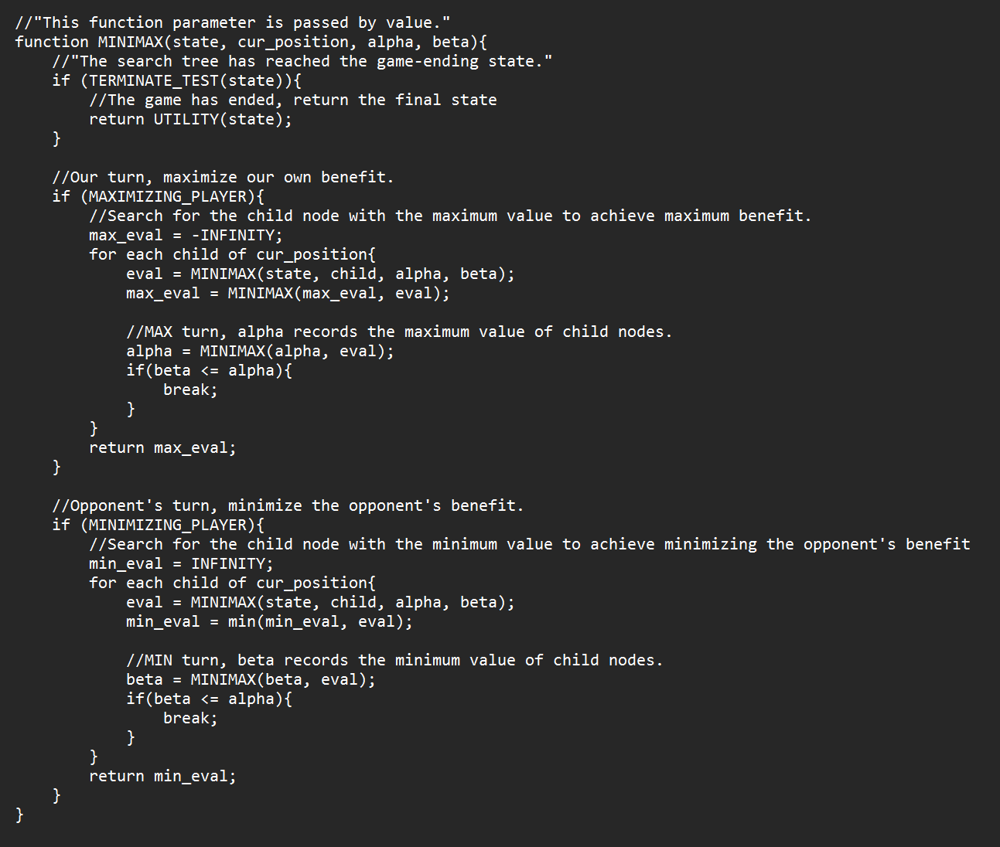 //"This function parameter is passed by value."
function MINIMAX(state, cur_position, alpha, beta){
    //"The search tree has reached the game-ending state."
    if (TERMINATE_TEST(state)){
        //The game has ended, return the final state
        return UTILITY(state);
    }

    //Our turn, maximize our own benefit.
    if (MAXIMIZING_PLAYER){
        //Search for the child node with the maximum value to achieve maximum benefit.
        max_eval = -INFINITY;
        for each child of cur_position{
            eval = MINIMAX(state, child, alpha, beta);
            max_eval = MINIMAX(max_eval, eval);

            //MAX turn, alpha records the maximum value of child nodes.
            alpha = MINIMAX(alpha, eval);
            if(beta <= alpha){
                break;
            }
        }
        return max_eval;
    }

    //Opponent's turn, minimize the opponent's benefit.
    if (MINIMIZING_PLAYER){
        //Search for the child node with the minimum value to achieve minimizing the opponent's benefit
        min_eval = INFINITY;
        for each child of cur_position{
            eval = MINIMAX(state, child, alpha, beta);
            min_eval = min(min_eval, eval);

            //MIN turn, beta records the minimum value of child nodes.
            beta = MINIMAX(beta, eval);
            if(beta <= alpha){
                break;
            }
        }
        return min_eval;
    }
}